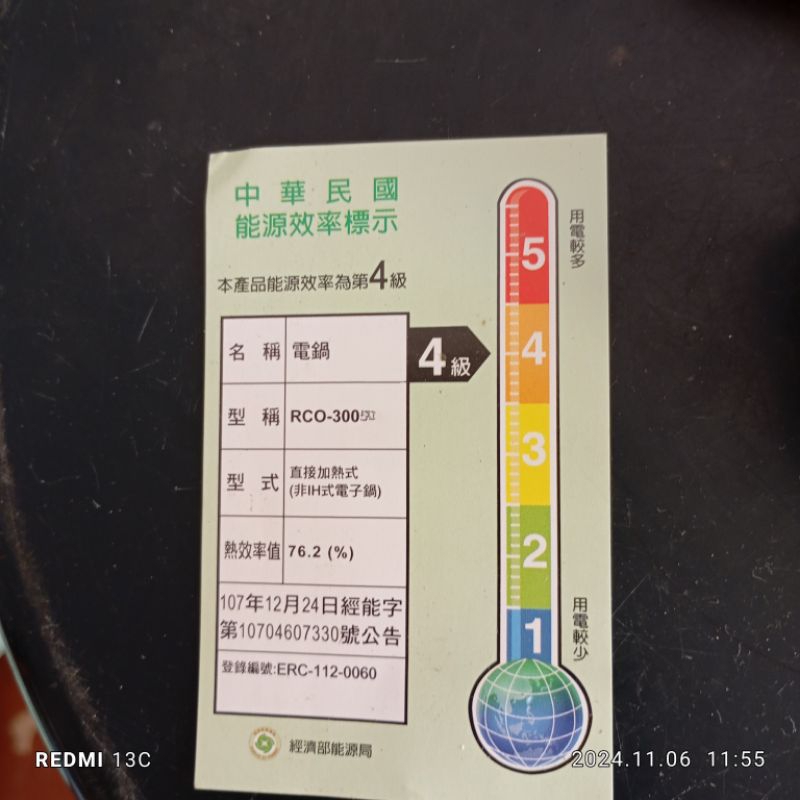 中華民國
能源效率標示
本產品能源效率為第4級
名稱 電鍋
4級
型稱 RCO-300
型式 直接加熱式
(非IH式電子鍋)
熱效率值 76.2 (%)
107年12月24日經能字
第10704607330號公告
登錄編號:ERC-112-0060
經濟部能源局
用電較多
5
4
3
2
1
用電較少
REDMI 13C
2024.11.06 11:55